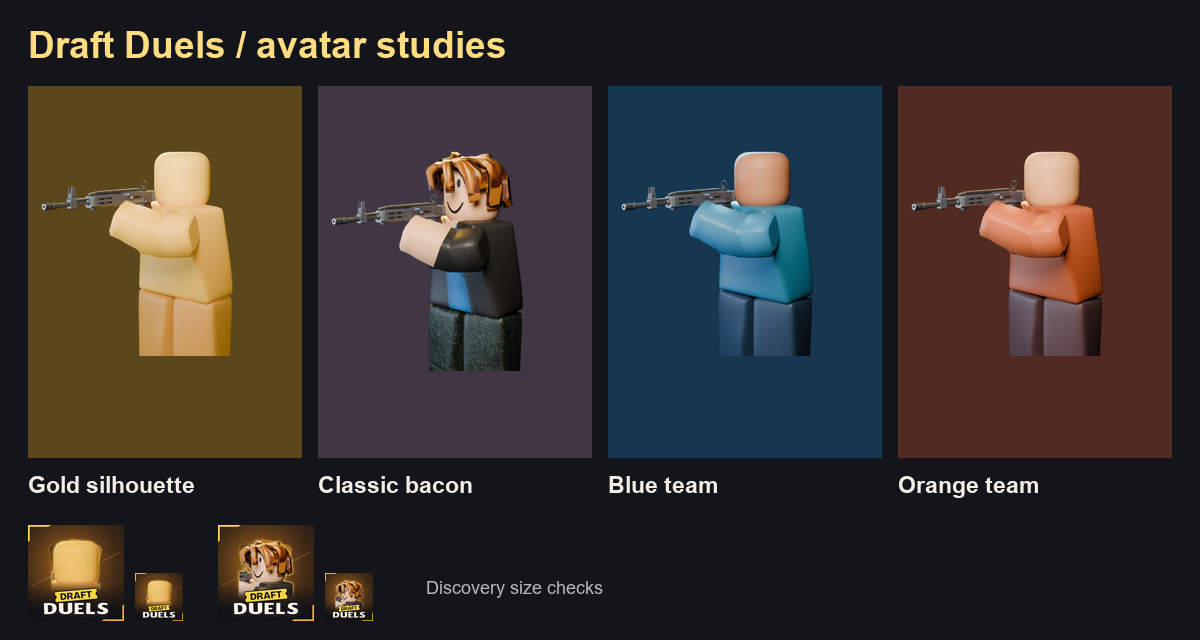 Draft Duels / avatar studies
Gold silhouette
Classic bacon
Blue team
Orange team
DRAFT
DUELS
DRAFT
DUELS
DRAFT
DUELS
DRAFT
DUELS
Discovery size checks